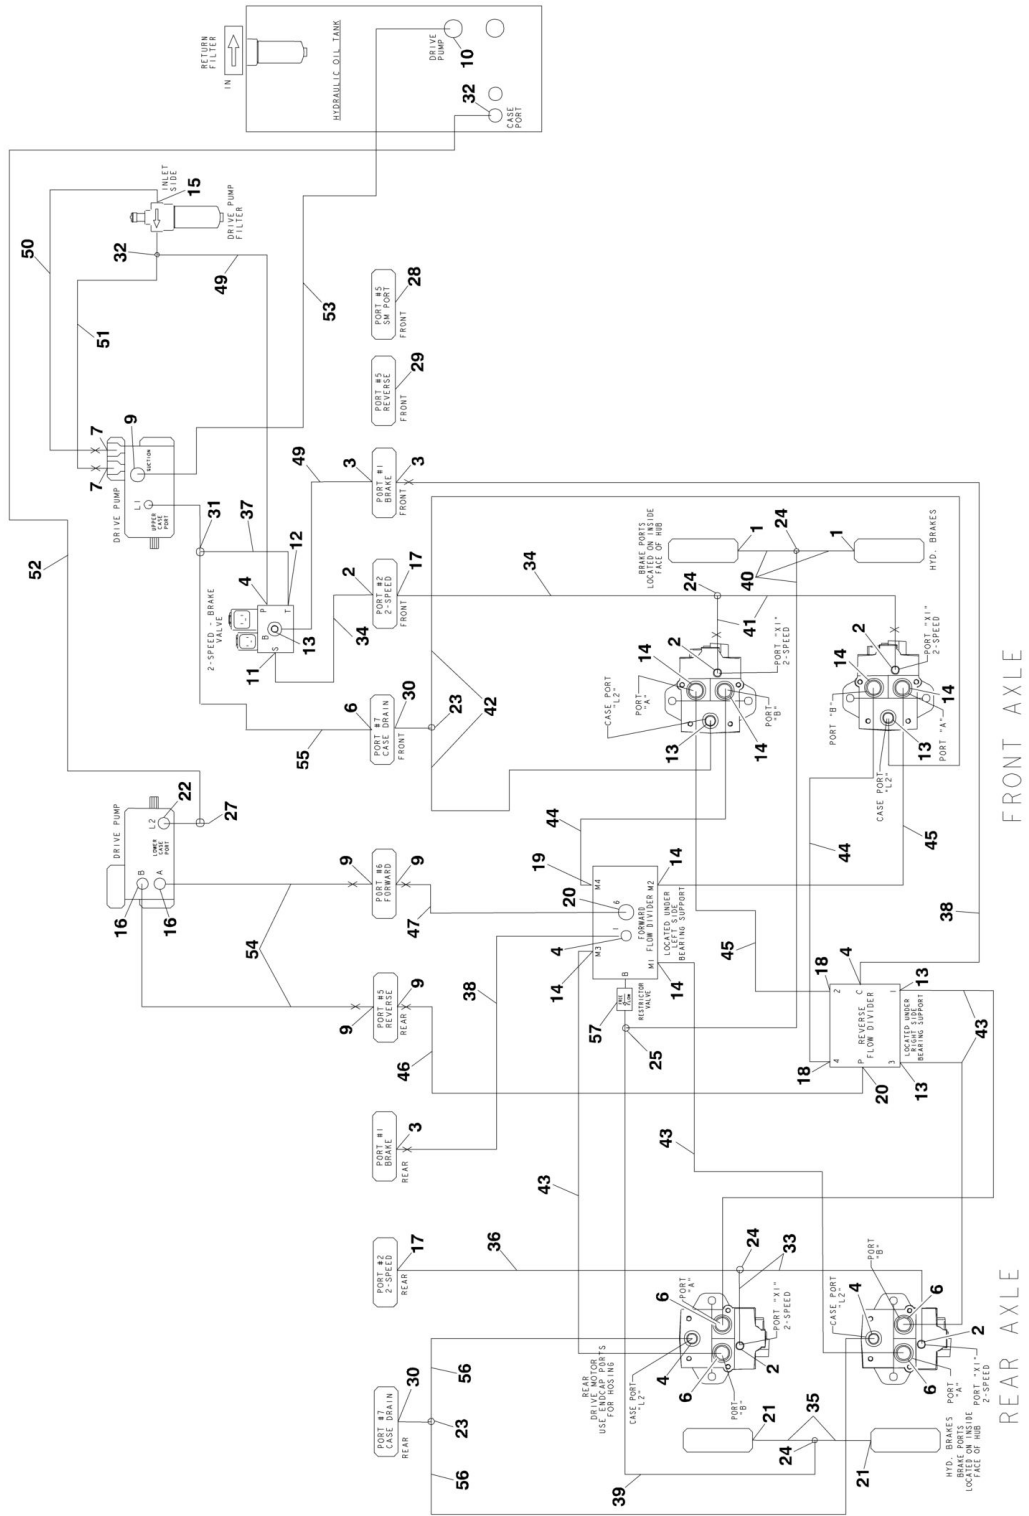 RETURN
FILTER
IN
HYDRAULIC OIL TANK
DRIVE
PUMP
10
32
CASE
PORT
50
51
32
49
INLET
SIDE
15
DRIVE PUMP
FILTER
53
PORT #5
SM PORT
FRONT
28
PORT #5
REVERSE
FRONT
29
7
7
9
DRIVE PUMP
SUCTION
L1
UPPER
CASE
PORT
52
31
37
12
4
2-SPEED - BRAKE
VALVE
P
T
B
S
11
13
34
49
3
PORT #1
BRAKE
FRONT
3
2
PORT #2
2-SPEED
FRONT
17
6
PORT #7
CASE DRAIN
FRONT
30
55
23
42
34
BRAKE PORTS
LOCATED ON INSIDE
FACE OF HUB
1
24
1
40
HYD. BRAKES
24
41
2
PORT "X1"
2-SPEED
14
CASE PORT
"L2"
PORT
"A"
13
14
PORT
"B"
2
PORT "X1"
2-SPEED
14
PORT "B"
14
PORT "A"
13
CASE PORT
"L2"
FRONT AXLE
DRIVE PUMP
22
27
L2
LOWER
CASE
PORT
B
A
16
16
54
9
PORT #6
FORWARD
9
47
9
PORT #5
REVERSE
REAR
9
46
44
19
20
M4
M2
6
1
FORWARD
FLOW DIVIDER
M3
M1
B
14
LOCATED UNDER
LEFT SIDE
BEARING SUPPORT
4
14
14
38
57
FREE
FLOW
RESTRICTOR
VALVE
25
45
44
45
38
18
4
2
C
1
4
P
3
REVERSE
FLOW DIVIDER
13
18
20
13
LOCATED UNDER
RIGHT SIDE
BEARING SUPPORT
43
PORT #1
BRAKE
REAR
3
43
43
PORT #2
2-SPEED
REAR
17
36
24
33
PORT
"A"
6
4
6
2
PORT "X1"
2-SPEED
PORT
"B"
CASE PORT
"L2"
REAR
DRIVE MOTOR
USE ENDCAP PORTS
FOR HOSING
PORT
"B"
CASE PORT
"L2"
4
6
6
2
PORT
"A"
PORT "X1"
2-SPEED
56
PORT #7
CASE DRAIN
REAR
30
23
56
39
21
35
24
21
HYD. BRAKES
BRAKE PORTS
LOCATED ON INSIDE
FACE OF HUB
REAR AXLE